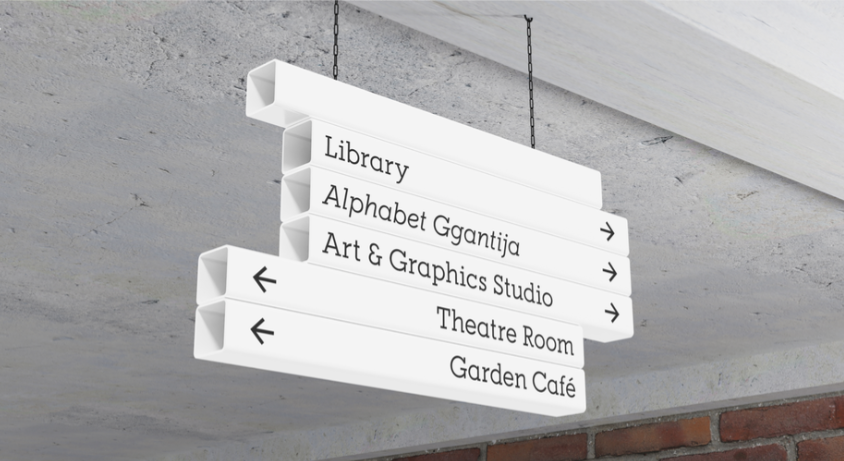 Library →
Alphabet Ggantija →
Art & Graphics Studio →
← Theatre Room
← Garden Café